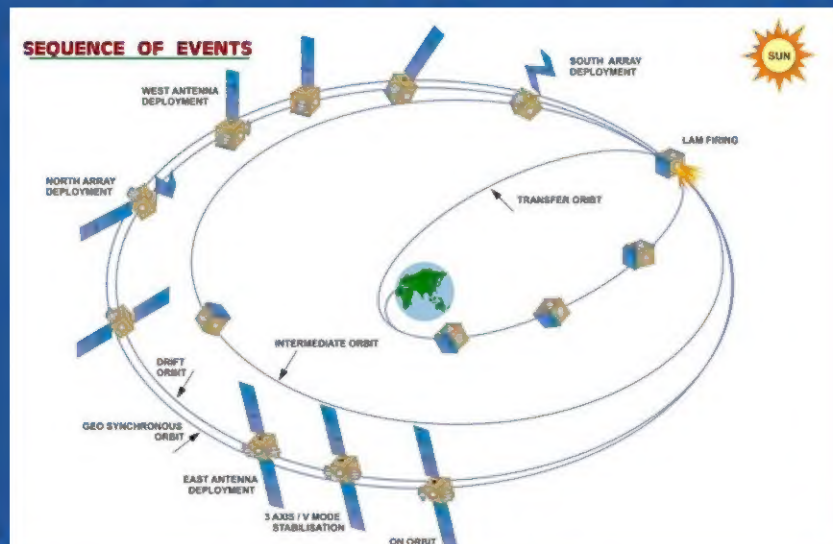 SEQUENCE OF EVENTS
SUN
SOUTH ARRAY
DEPLOYMENT
WEST ANTENNA
DEPLOYMENT
LAM FIRING
NORTH ARRAY
DEPLOYMENT
TRANSFER ORIBT
INTERMEDIATE ORBIT
DRIFT
ORBIT
GEO SYNCHRONOUS
ORBIT
EAST ANTENNA
DEPLOYMENT
3 AXIS / V MODE
STABILISATION
ON ORBIT